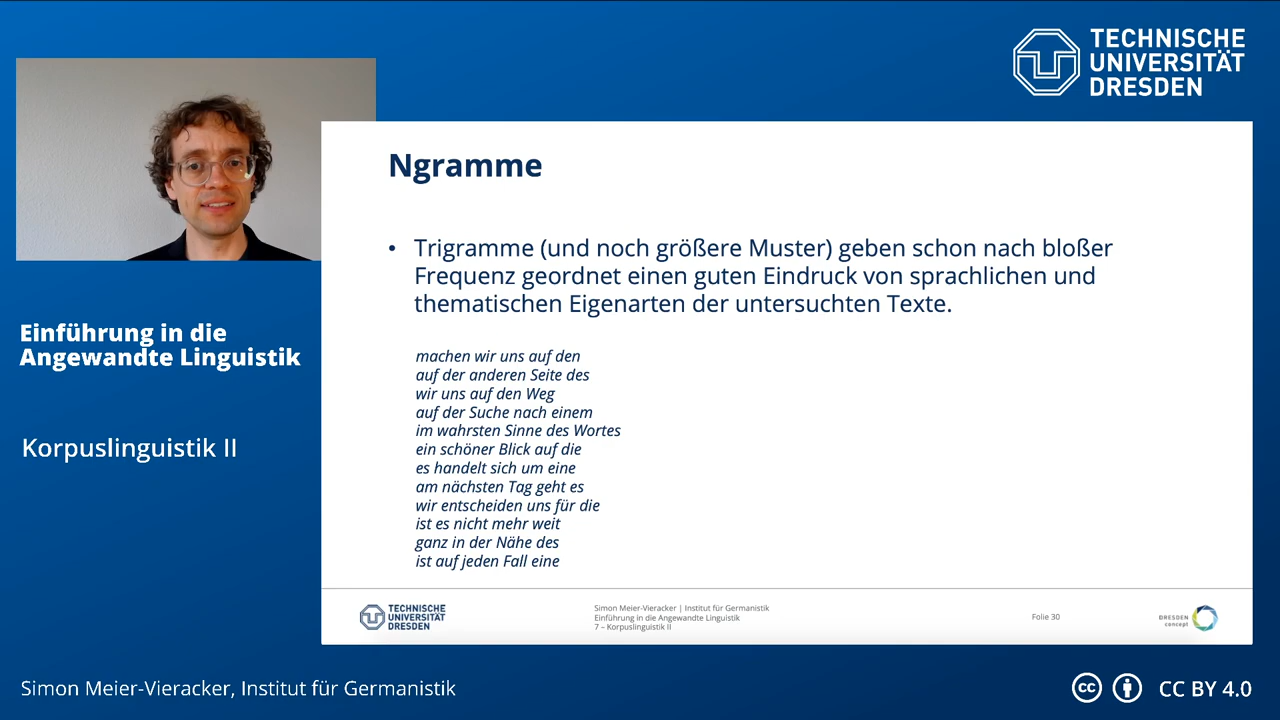 TECHNISCHE
UNIVERSITÄT
DRESDEN
Einführung in die
Angewandte Linguistik
Korpuslinguistik II
Ngramme
• Trigramme (und noch größere Muster) geben schon nach bloßer
Frequenz geordnet einen guten Eindruck von sprachlichen und
thematischen Eigenarten der untersuchten Texte.
machen wir uns auf den
auf der anderen Seite des
wir uns auf den Weg
auf der Suche nach einem
im wahrsten Sinne des Wortes
ein schöner Blick auf die
es handelt sich um eine
am nächsten Tag geht es
wir entscheiden uns für die
ist es nicht mehr weit
ganz in der Nähe des
ist auf jeden Fall eine
TECHNISCHE
UNIVERSITÄT
DRESDEN
Simon Meier-Vieracker | Institut für Germanistik
Einführung in die Angewandte Linguistik
7 – Korpuslinguistik II
Folie 30
DRESDEN
concept
Simon Meier-Vieracker, Institut für Germanistik
cc
CC BY 4.0